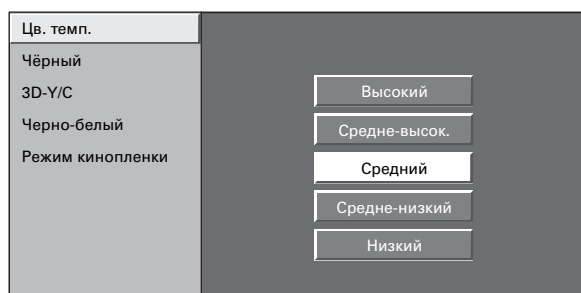 Цв. темп.
Чёрный
3D-Y/C
Черно-белый
Режим кинопленки
Высокий
Средне-высок.
Средний
Средне-низкий
Низкий